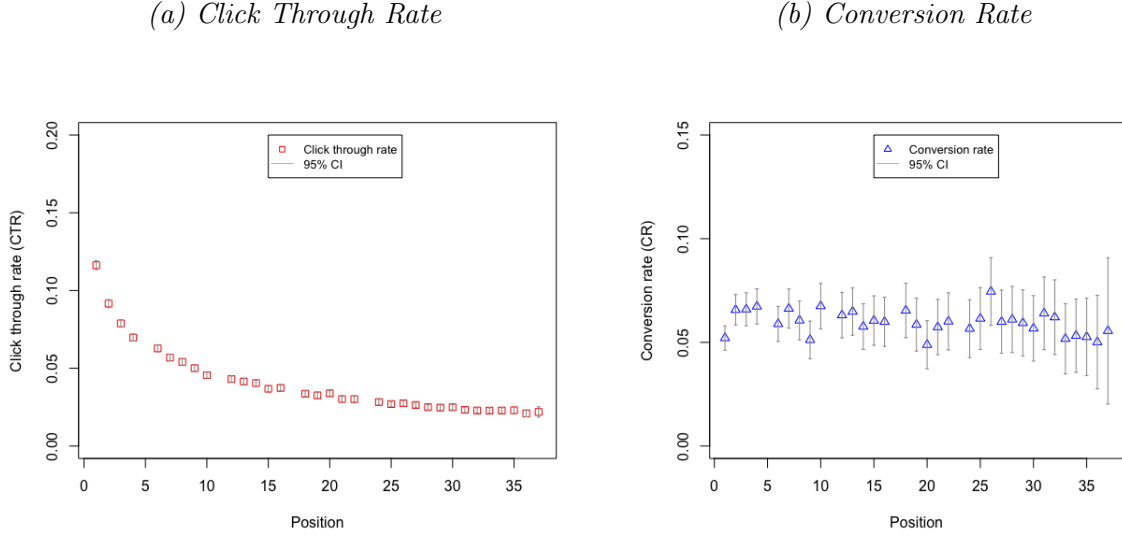 (a) Click Through Rate
(b) Conversion Rate
Click through rate
95% CI
Click through rate (CTR)
0.20
0.15
0.10
0.05
0.00
0 5 10 15 20 25 30 35
Position
Conversion rate
95% CI
Conversion rate (CR)
0.15
0.10
0.05
0.00
0 5 10 15 20 25 30 35
Position